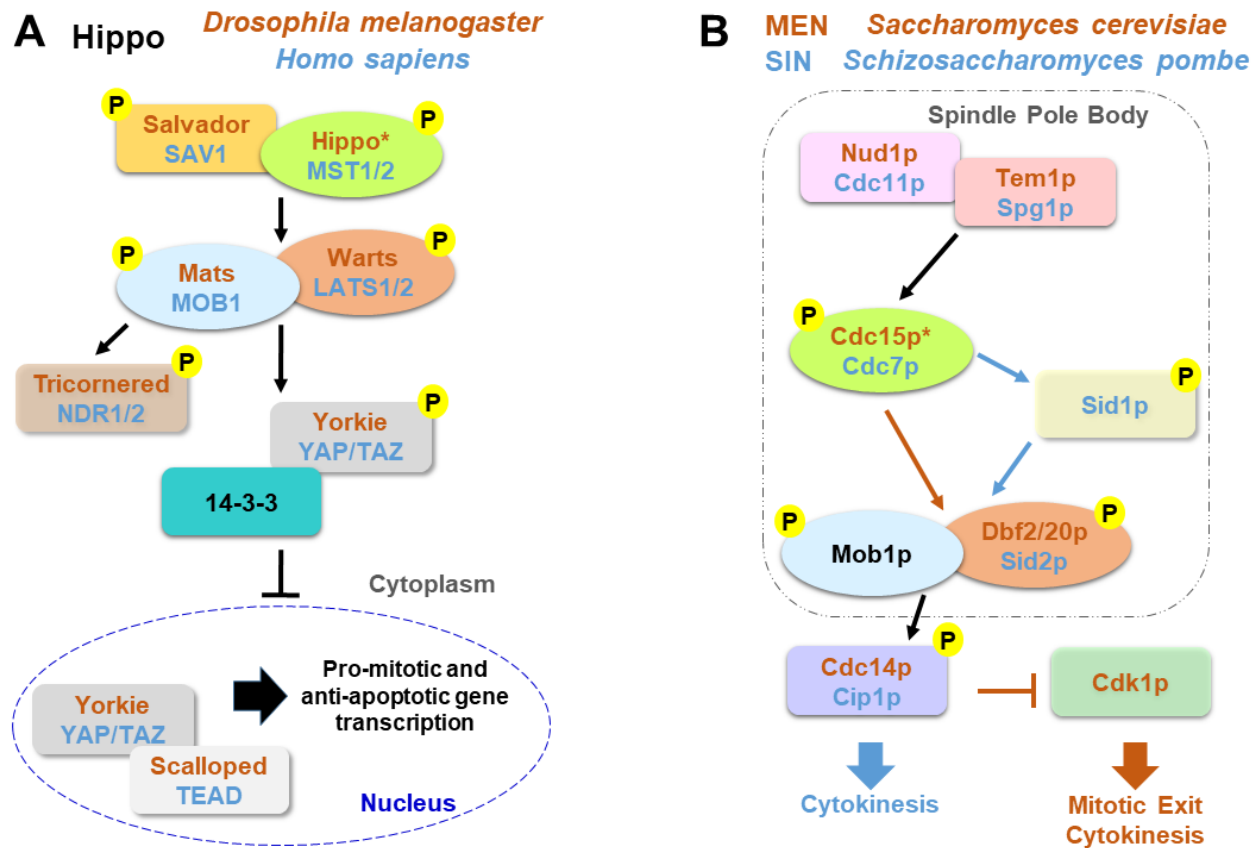 A Hippo
Drosophila melanogaster
Homo sapiens
P
Salvador
SAV1
P
Hippo*
MST1/2
P
Mats
MOB1
P
Warts
LATS1/2
P
Tricornered
NDR1/2
P
Yorkie
YAP/TAZ
14-3-3
Cytoplasm
Pro-mitotic and
anti-apoptotic gene
transcription
Yorkie
YAP/TAZ
Scalloped
TEAD
Nucleus
B
MEN Saccharomyces cerevisiae
SIN Schizosaccharomyces pombe
Spindle Pole Body
Nud1p
Cdc11p
Tem1p
Spg1p
P
Cdc15p*
Cdc7p
P
Sid1p
P
Mob1p
P
Dbf2/20p
Sid2p
P
Cdc14p
Cip1p
Cdk1p
Cytokinesis
Mitotic Exit
Cytokinesis